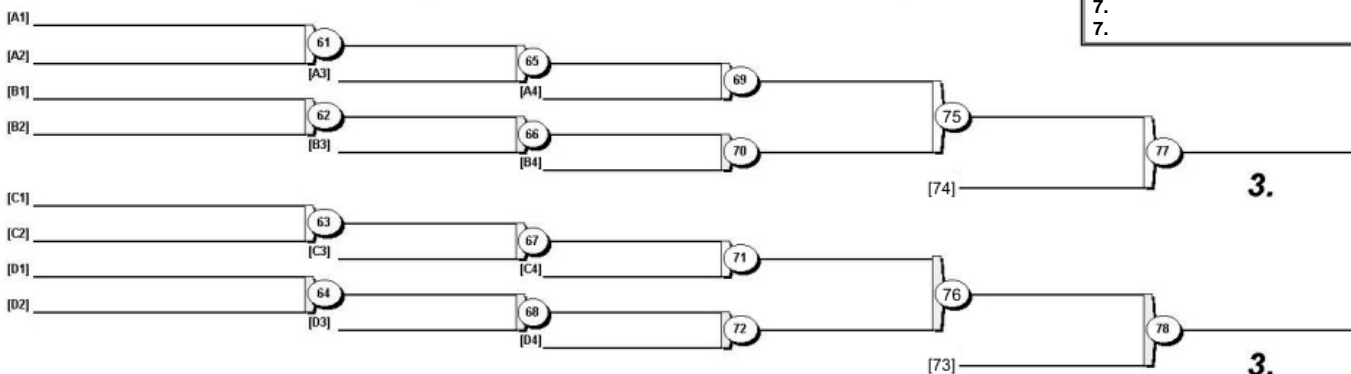 7.
7.
[A1]
61
[A2]
[A3]
65
[A4]
69
[B1]
62
[B2]
[B3]
66
[B4]
70
75
77
[74]
3.
[C1]
63
[C2]
[C3]
67
[C4]
71
[D1]
64
[D2]
[D3]
68
[D4]
72
76
78
[73]
3.